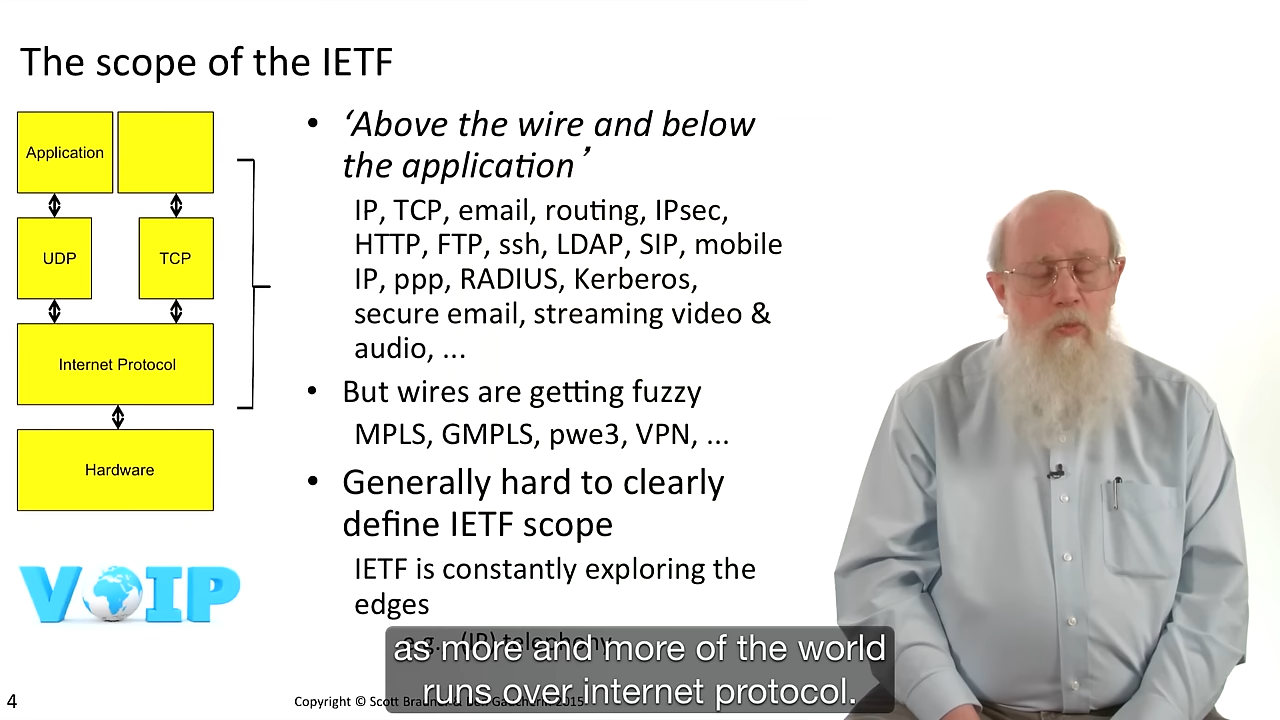 The scope of the IETF
Application
UDP
TCP
Internet Protocol
Hardware
VOIP
• ‘Above the wire and below
the application’
IP, TCP, email, routing, IPsec,
HTTP, FTP, ssh, LDAP, SIP, mobile
IP, ppp, RADIUS, Kerberos,
secure email, streaming video &
audio, ...
• But wires are getting fuzzy
MPLS, GMPLS, pwe3, VPN, ...
• Generally hard to clearly
define IETF scope
IETF is constantly exploring the
edges
e.g., (IP) telephony
as more and more of the world
runs over internet protocol.
4
Copyright © Scott 2015